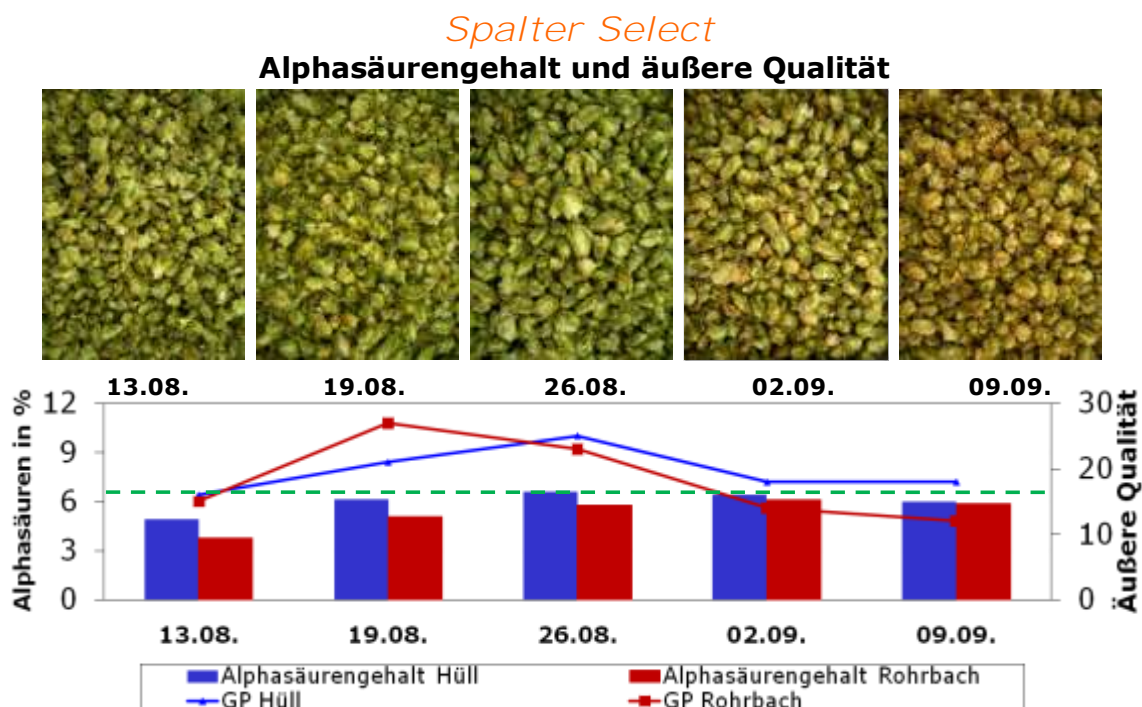 Spalter Select
Alphasäurengehalt und äußere Qualität
13.08. 19.08. 26.08. 02.09. 09.09.
Alphasäuren in %
12
9
6
3
0
30
20
10
0
Äußere Qualität
13.08. 19.08. 26.08. 02.09. 09.09.
Alphasäurengehalt Hüll Alphasäurengehalt Rohrbach
GP Hüll GP Rohrbach